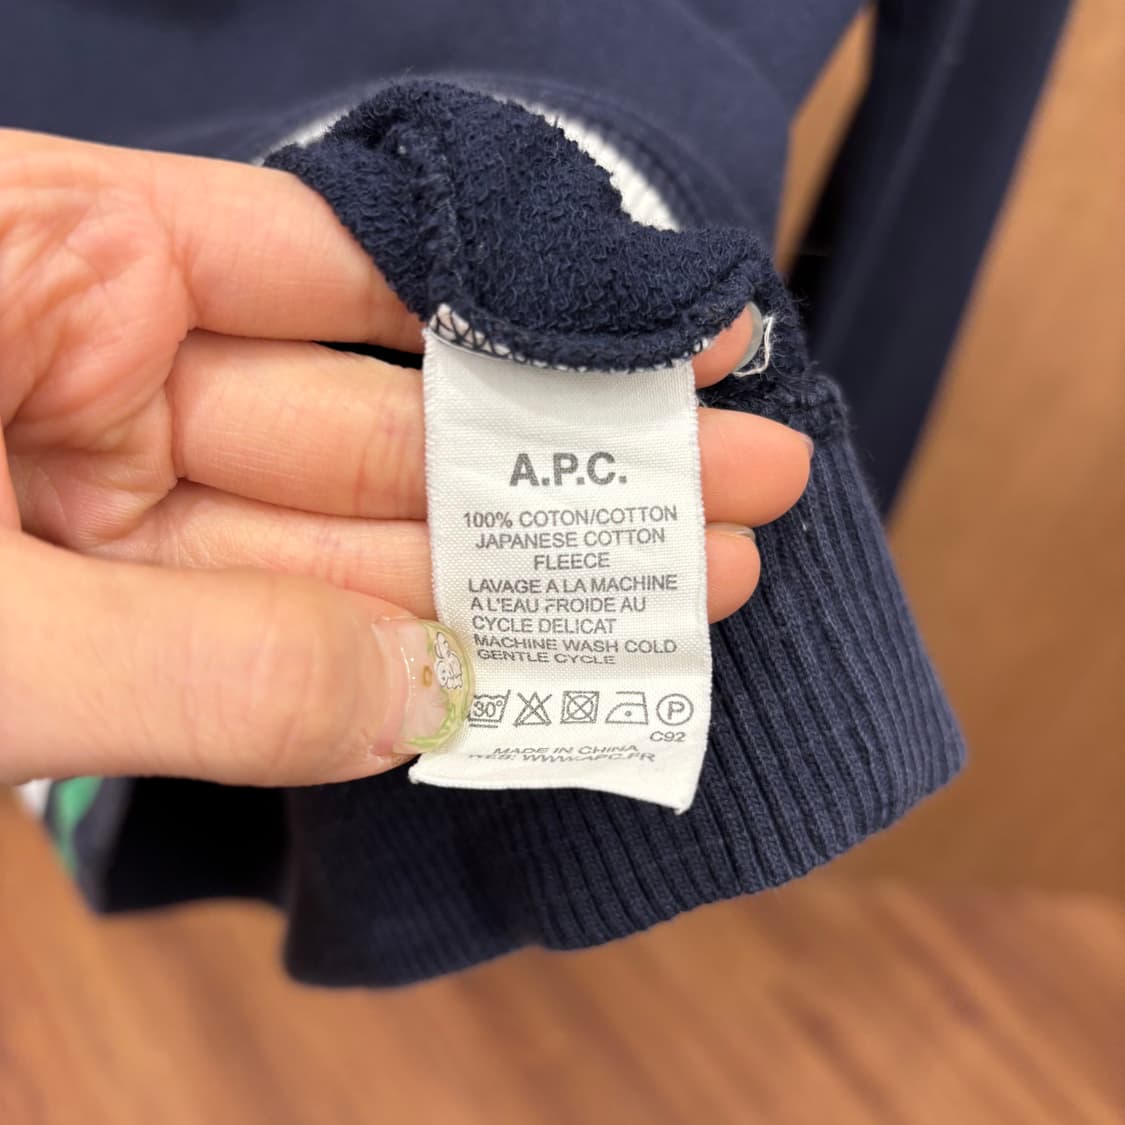 A.P.C.
100% COTON/COTTON
JAPANESE COTTON
FLEECE
LAVAGE A LA MACHINE
A L'EAU FROIDE AU
CYCLE DELICAT
MACHINE WASH COLD
GENTLE CYCLE
30° P
C92
MADE IN CHINA
WEB: WWW.APC.FR